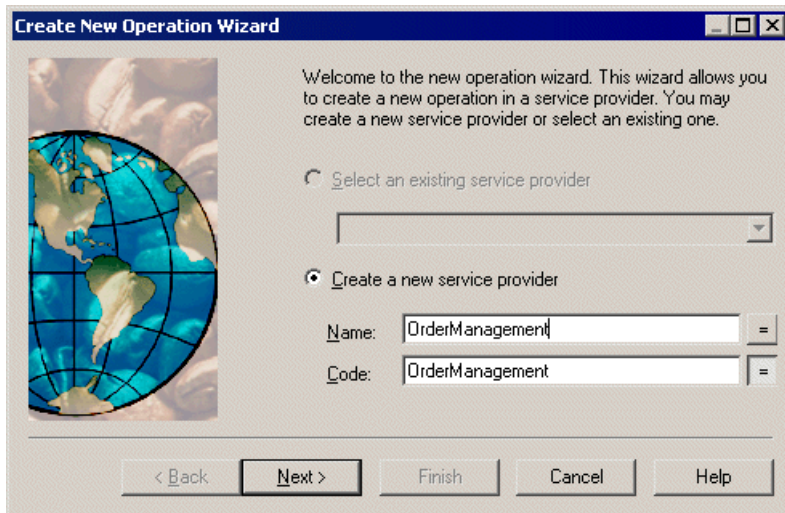 Create New Operation Wizard
Welcome to the new operation wizard. This wizard allows you
to create a new operation in a service provider. You may
create a new service provider or select an existing one.
Select an existing service provider
Create a new service provider
Name: OrderManagement =
Code: OrderManagement =
< Back Next > Finish Cancel Help